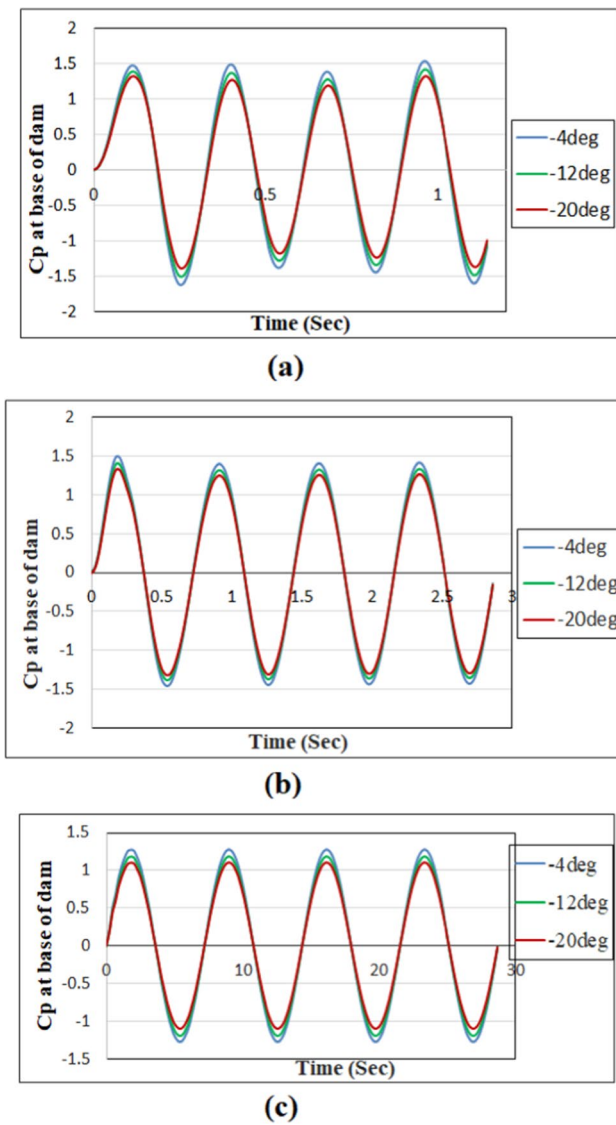 2
1.5
1
0.5
0
-0.5
-1
-1.5
-2
Cp at base of dam
0 0.5 1
Time (Sec)
-4deg
-12deg
-20deg
(a)
2
1.5
1
0.5
0
-0.5
-1
-1.5
-2
Cp at base of dam
0 0.5 1 1.5 2 2.5 3
Time (Sec)
-4deg
-12deg
-20deg
(b)
1.5
1
0.5
0
-0.5
-1
-1.5
Cp at base of dam
0 10 20 30
Time (Sec)
-4deg
-12deg
-20deg
(c)